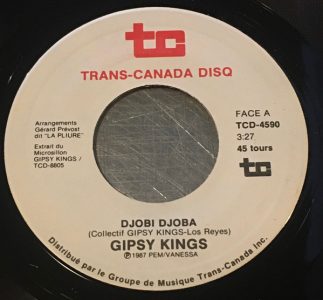 tc
TRANS-CANADA DISQ
Arrangements
Gérard Prévost
dit "LA PLIURE"
Extrait du
Microsillon
GIPSY KINGS /
TCD-8805
FACE A
TCD-4590
3:27
45 tours
tc
DJOBI DJOBA
(Collectif GIPSY KINGS-Los Reyes)
GIPSY KINGS
Ⓟ1987 PEM/VANESSA
Distribué par le Groupe de Musique Trans-Canada Inc.